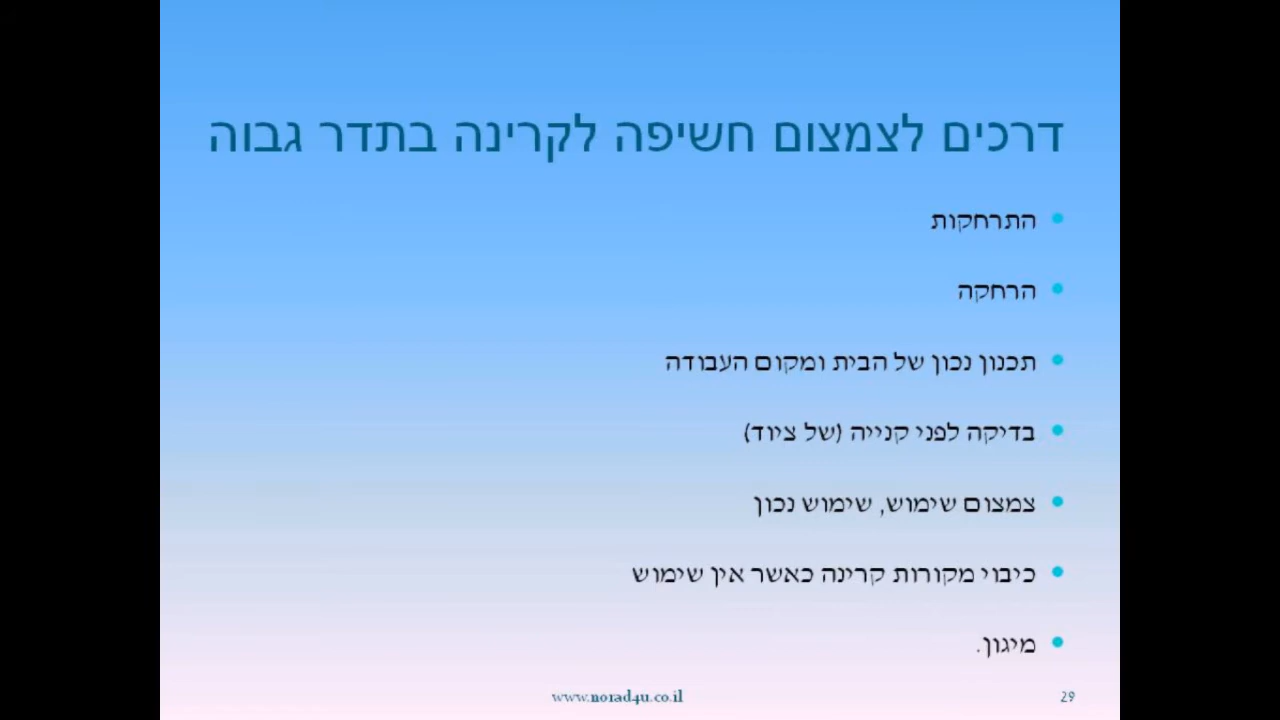 דרכים לצמצום חשיפה לקרינה בתדר גבוה
התרחקות
הרחקה
תכנון נכון של הבית ומקום העבודה
בדיקה לפני קנייה (של ציוד)
צמצום שימוש, שימוש נכון
כיבוי מקורות קרינה כאשר אין שימוש
מיגון.
www.norad4u.co.il
29